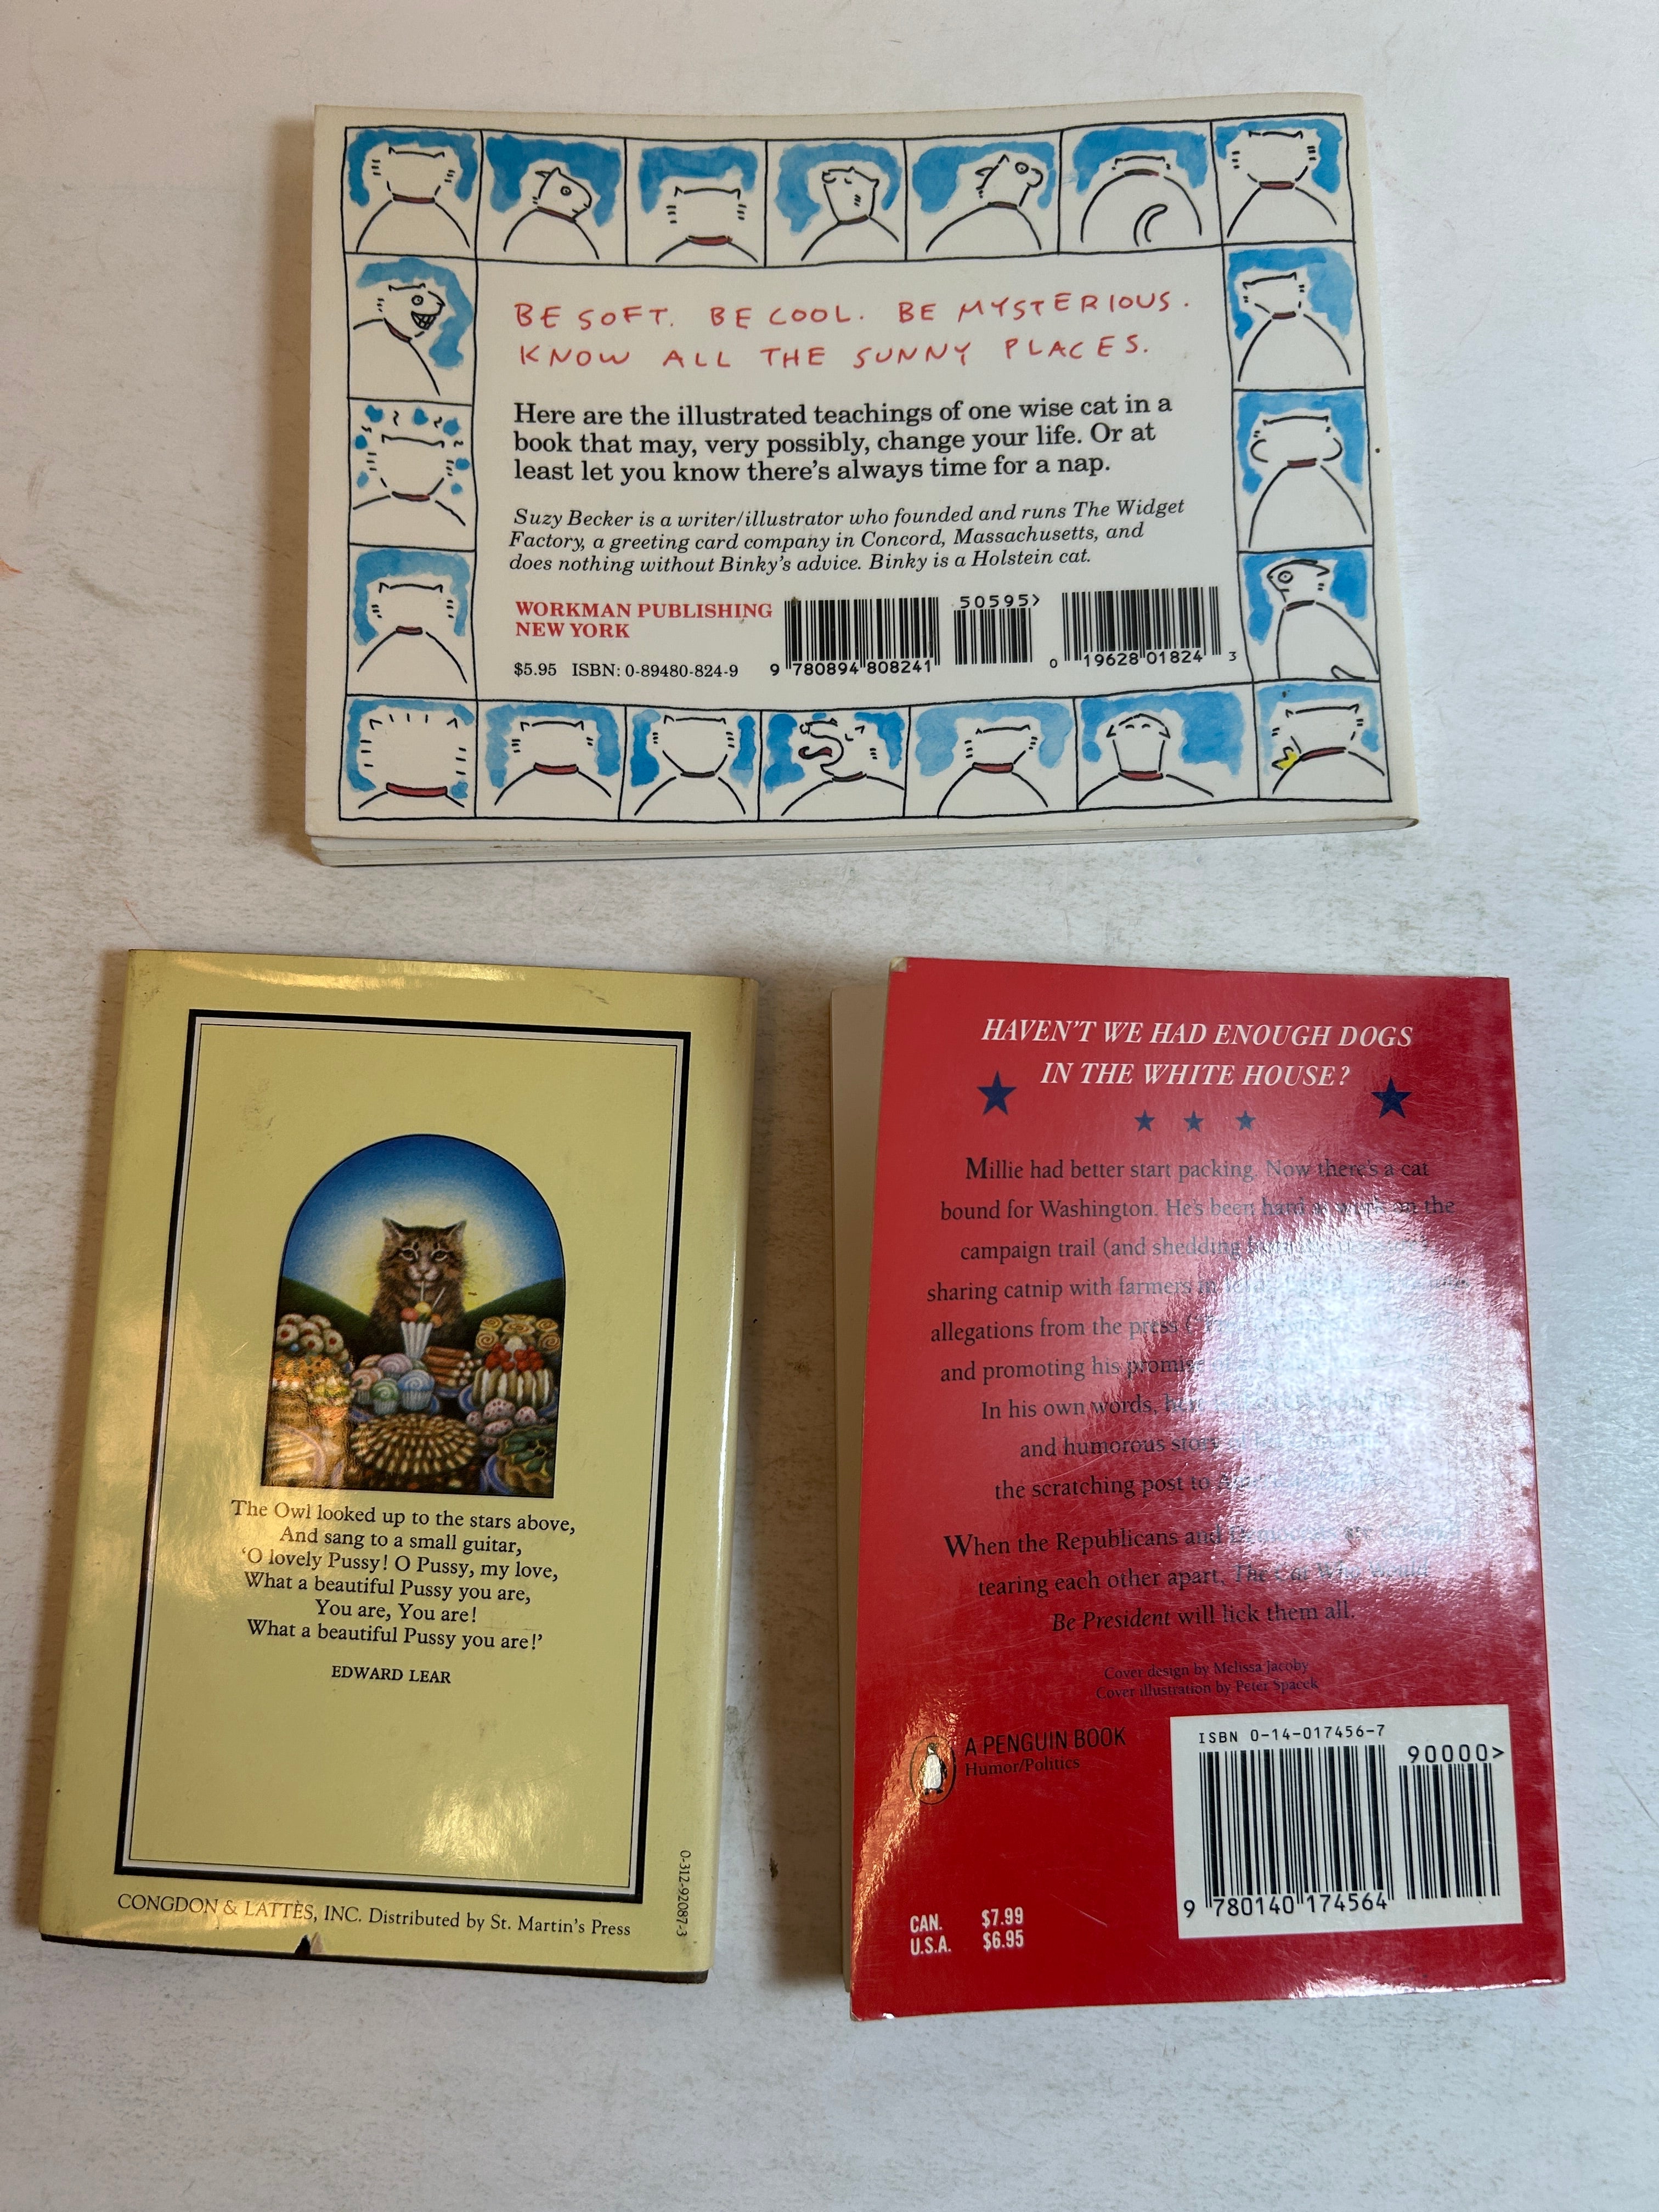 BE SOFT. BE COOL. BE MYSTERIOUS.
KNOW ALL THE SUNNY PLACES.
Here are the illustrated teachings of one wise cat in a
book that may, very possibly, change your life. Or at
least let you know there's always time for a nap.
Suzy Becker is a writer/illustrator who founded and runs The Widget
Factory, a greeting card company in Concord, Massachusetts, and
does nothing without Binky's advice. Binky is a Holstein cat.
WORKMAN PUBLISHING
NEW YORK
$5.95 ISBN: 0-89480-824-9
50595>
9 780894 808241
0 19628 01824 3
The Owl looked up to the stars above,
And sang to a small guitar,
'O lovely Pussy! O Pussy, my love,
What a beautiful Pussy you are,
You are, You are!
What a beautiful Pussy you are!'
EDWARD LEAR
CONGDON & LATTÈS, INC. Distributed by St. Martin's Press
0-312-92087-3
HAVEN'T WE HAD ENOUGH DOGS
IN THE WHITE HOUSE?
Millie had better start packing. Now there's a cat
bound for Washington. He's been hard at work on the
campaign trail (and shedding
sharing catnip with farmers in
allegations from the press
and promoting his
In his own words,
and humorous story
the scratching post to
When the Republicans and
tearing each other apart, The Cat Who Would
Be President will lick them all.
Cover design by Melissa Jacoby
Cover illustration by Peter Spacek
A PENGUIN BOOK
Humor/Politics
ISBN 0-14-017456-7
90000>
9 780140 174564
CAN. $7.99
U.S.A. $6.95